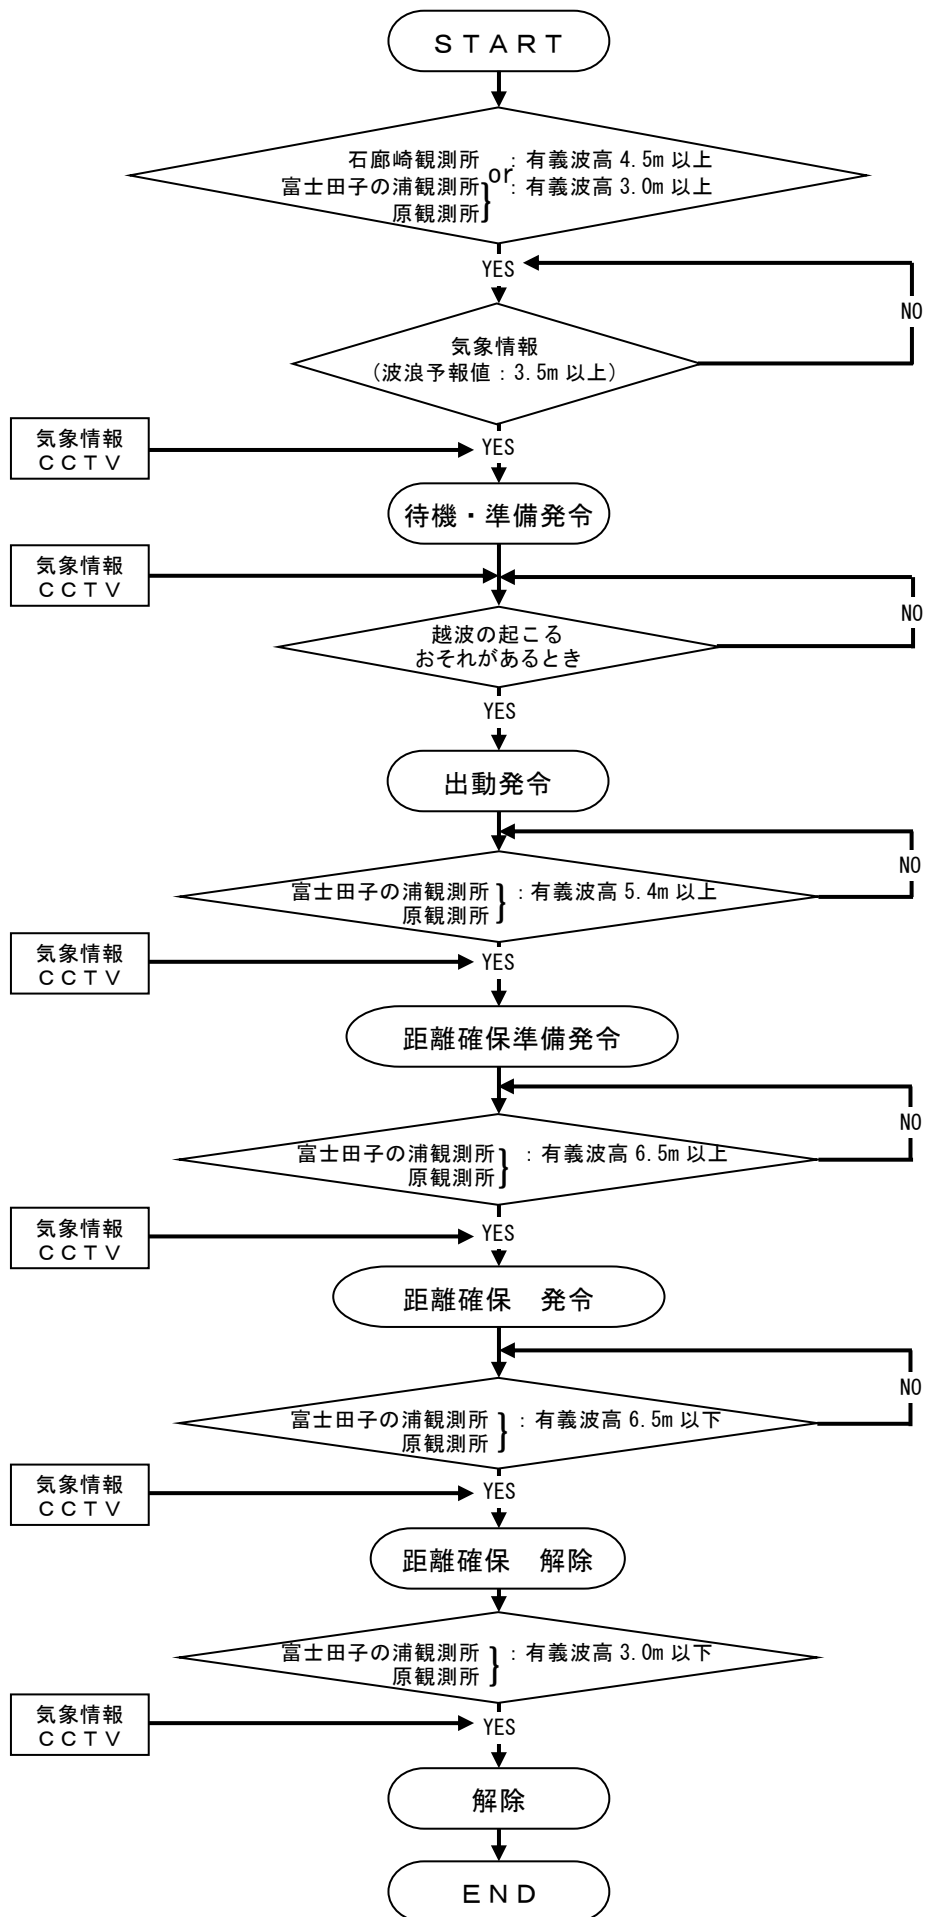 ＳＴＡＲＴ
石廊崎観測所 ：有義波高 4.5m 以上
or
富士田子の浦観測所 ：有義波高 3.0m 以上
原観測所}
YES
NO
気象情報
(波浪予報値：3.5m 以上)
気象情報
ＣＣＴＶ
YES
待機・準備発令
気象情報
ＣＣＴＶ
NO
越波の起こる
おそれがあるとき
YES
出動発令
NO
富士田子の浦観測所 ：有義波高 5.4m 以上
原観測所}
気象情報
ＣＣＴＶ
YES
距離確保準備発令
NO
富士田子の浦観測所 ：有義波高 6.5m 以上
原観測所}
気象情報
ＣＣＴＶ
YES
距離確保　発令
NO
富士田子の浦観測所 ：有義波高 6.5m 以下
原観測所}
気象情報
ＣＣＴＶ
YES
距離確保　解除
富士田子の浦観測所 ：有義波高 3.0m 以下
原観測所}
気象情報
ＣＣＴＶ
YES
解除
ＥＮＤ